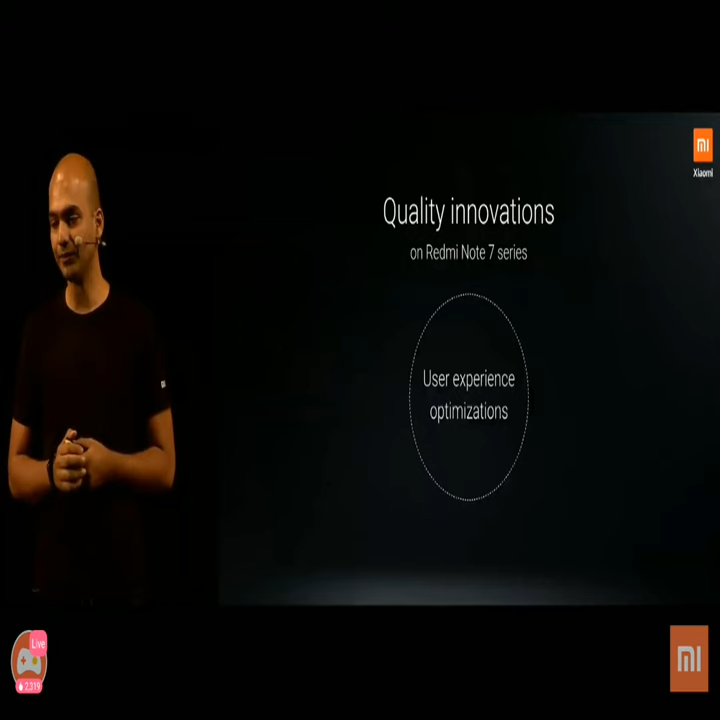 mi
Xiaomi
Quality innovations
on Redmi Note 7 series
User experience
optimizations
Live
2,319
mi